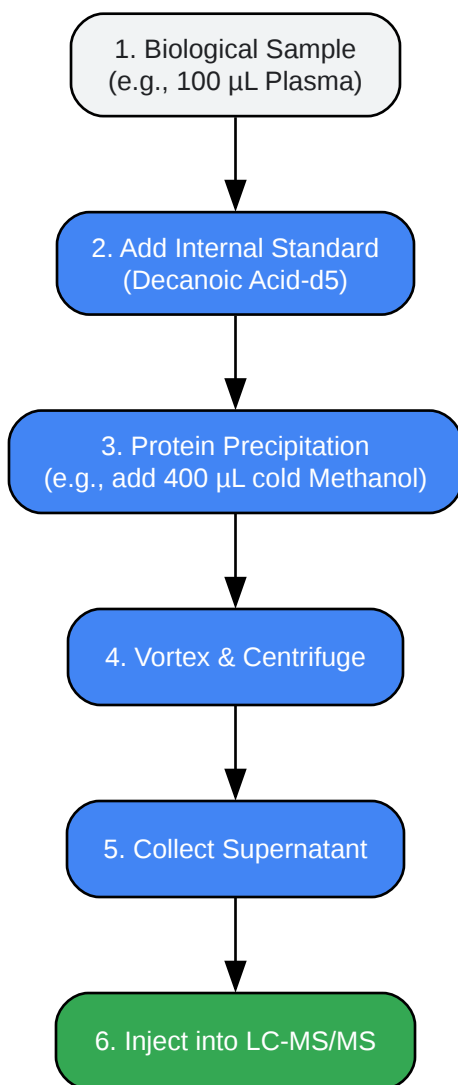 1. Biological Sample
(e.g., 100 µL Plasma)
2. Add Internal Standard
(Decanoic Acid-d5)
3. Protein Precipitation
(e.g., add 400 µL cold Methanol)
4. Vortex & Centrifuge
5. Collect Supernatant
6. Inject into LC-MS/MS